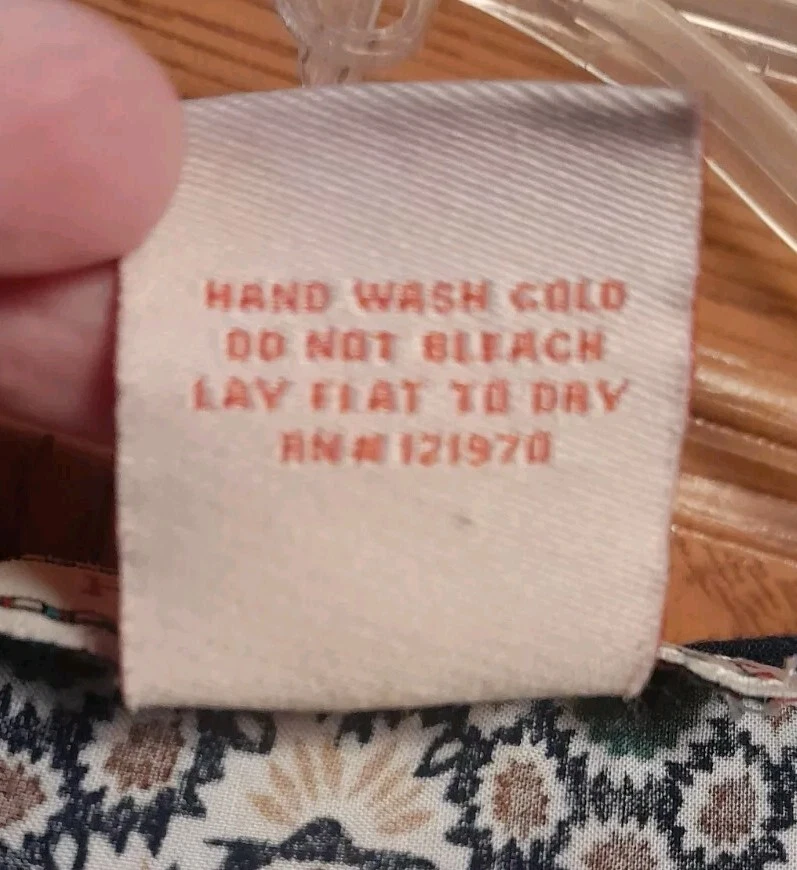 HAND WASH COLD
DO NOT BLEACH
LAY FLAT TO DRY
RN# 121970